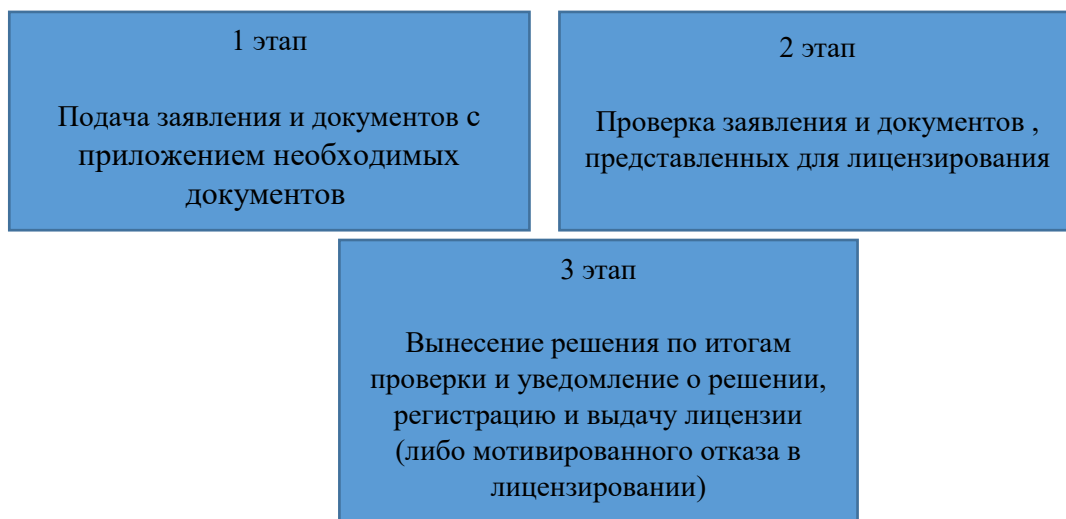 1 этап
Подача заявления и документов с
приложением необходимых
документов
2 этап
Проверка заявления и документов ,
представленных для лицензирования
3 этап
Вынесение решения по итогам
проверки и уведомление о решении,
регистрацию и выдачу лицензии
(либо мотивированного отказа в
лицензировании)